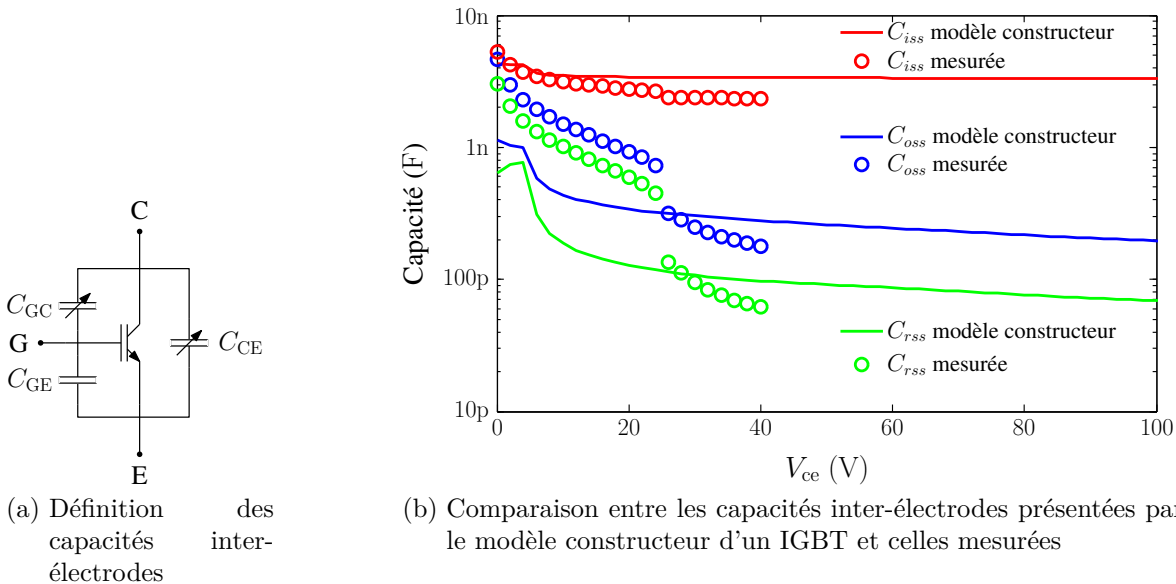 C
C_GC
G
C_GE
C_CE
E
(a) Définition des
capacités inter-
électrodes
10n
1n
100p
10p
Capacité (F)
0
20
40
60
80
100
V_ce (V)
C_iss modèle constructeur
C_iss mesurée
C_oss modèle constructeur
C_oss mesurée
C_rss modèle constructeur
C_rss mesurée
(b) Comparaison entre les capacités inter-électrodes présentées par
le modèle constructeur d'un IGBT et celles mesurées